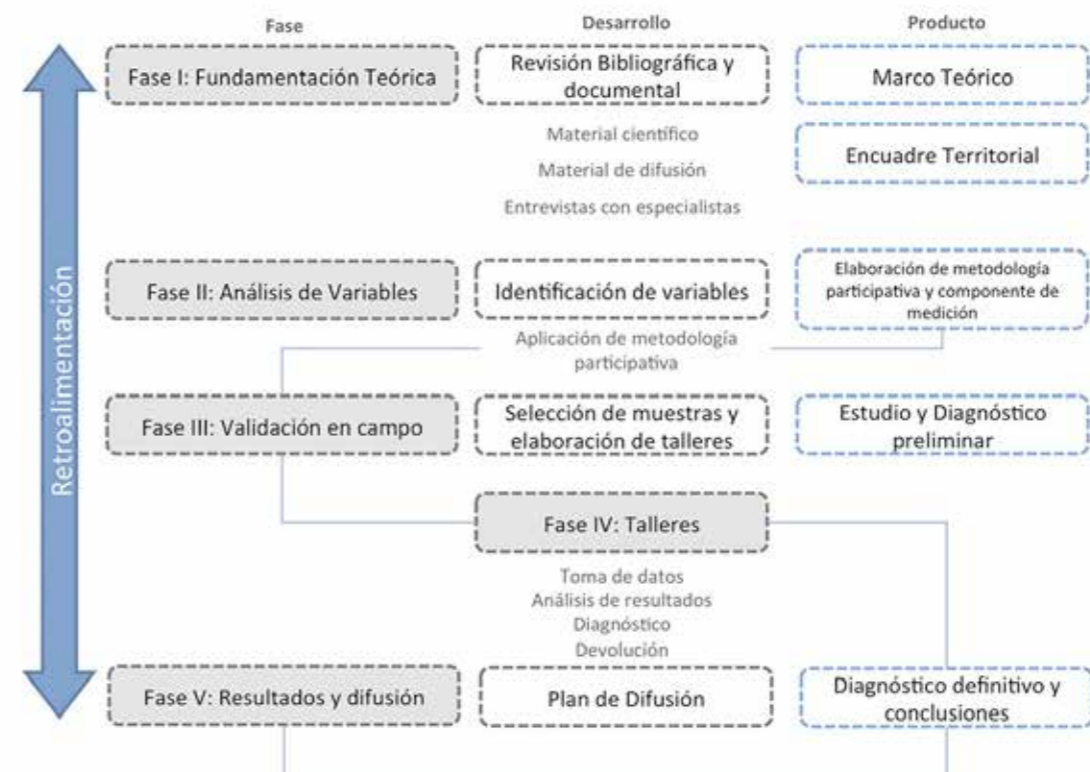 Fase
Desarrollo
Producto
Retroalimentación
Fase I: Fundamentación Teórica
Revisión Bibliográfica y
documental
Marco Teórico
Material científico
Material de difusión
Entrevistas con especialistas
Encuadre Territorial
Fase II: Análisis de Variables
Identificación de variables
Elaboración de metodología
participativa y componente de
medición
Aplicación de metodología
participativa
Fase III: Validación en campo
Selección de muestras y
elaboración de talleres
Estudio y Diagnóstico
preliminar
Fase IV: Talleres
Toma de datos
Análisis de resultados
Diagnóstico
Devolución
Fase V: Resultados y difusión
Plan de Difusión
Diagnóstico definitivo y
conclusiones